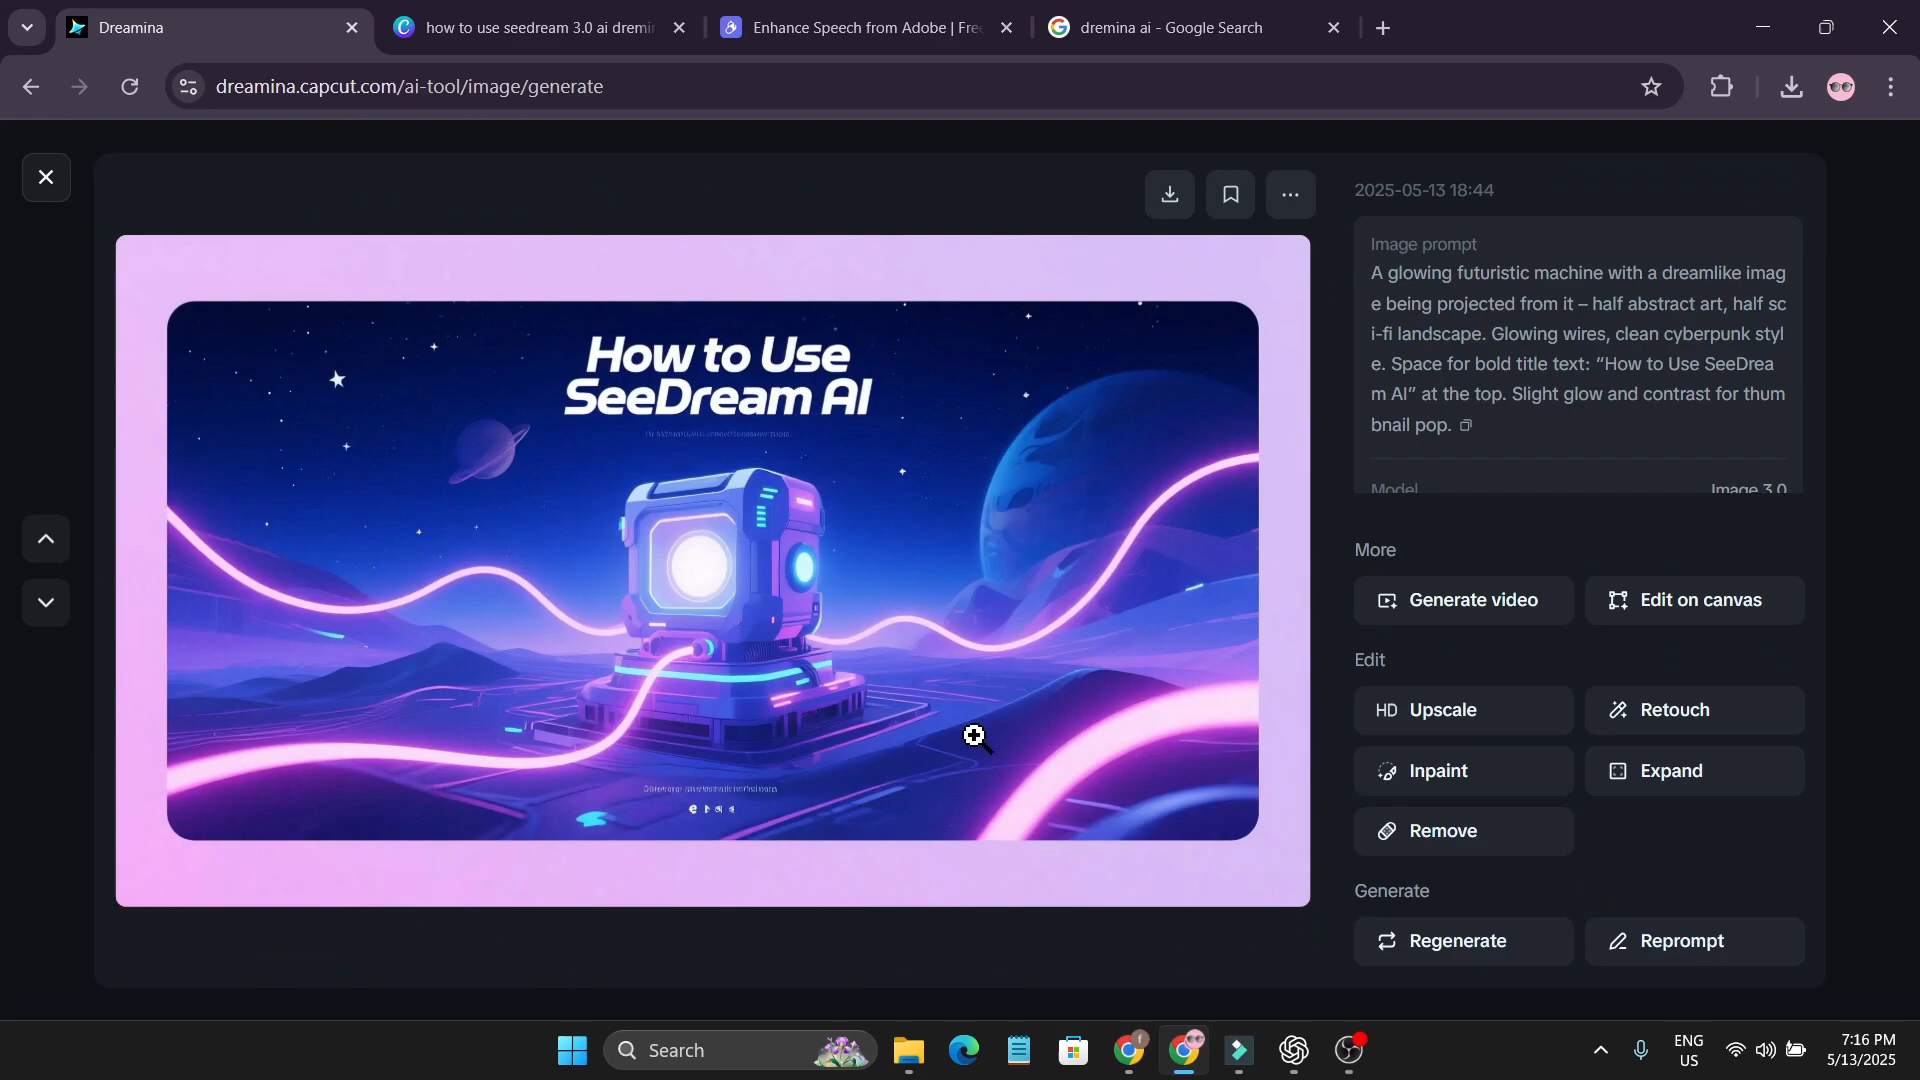 Dreamina
how to use seedream 3.0 ai dremin
Enhance Speech from Adobe | Free
dremina ai - Google Search
dreamina.capcut.com/ai-tool/image/generate
2025-05-13 18:44
Image prompt
A glowing futuristic machine with a dreamlike imag
e being projected from it – half abstract art, half sc
i-fi landscape. Glowing wires, clean cyberpunk styl
e. Space for bold title text: “How to Use SeeDrea
m AI” at the top. Slight glow and contrast for thum
bnail pop.
Model Image 3.0
How to Use
SeeDream AI
More
Generate video Edit on canvas
Edit
HD Upscale Retouch
Inpaint Expand
Remove
Generate
Regenerate Reprompt
Search
ENG
US
7:16 PM
5/13/2025